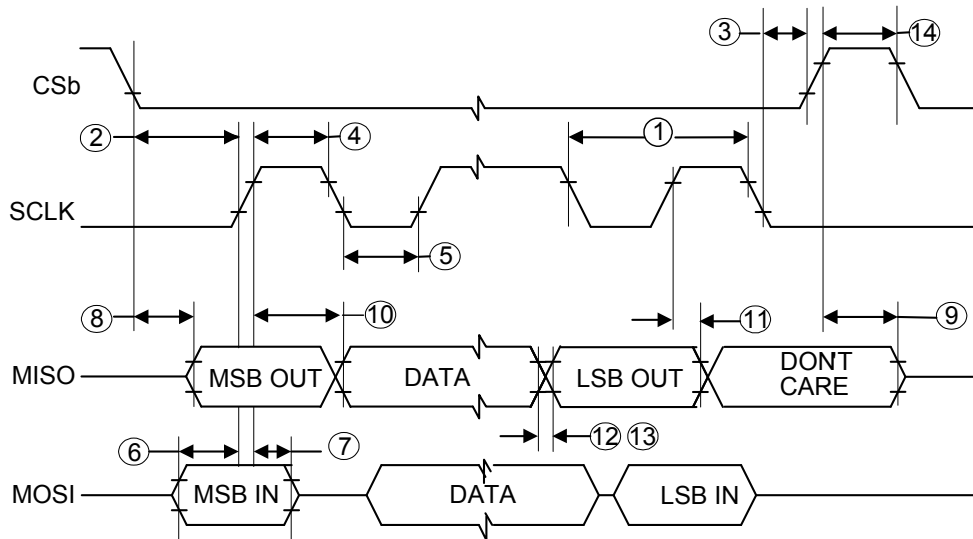 ③ ⑭
CSb
② ④ ①
SCLK
⑤
⑧ ⑩ ⑪ ⑨
MISO MSB OUT DATA LSB OUT DON'T CARE
⑥ ⑦ ⑫ ⑬
MOSI MSB IN DATA LSB IN